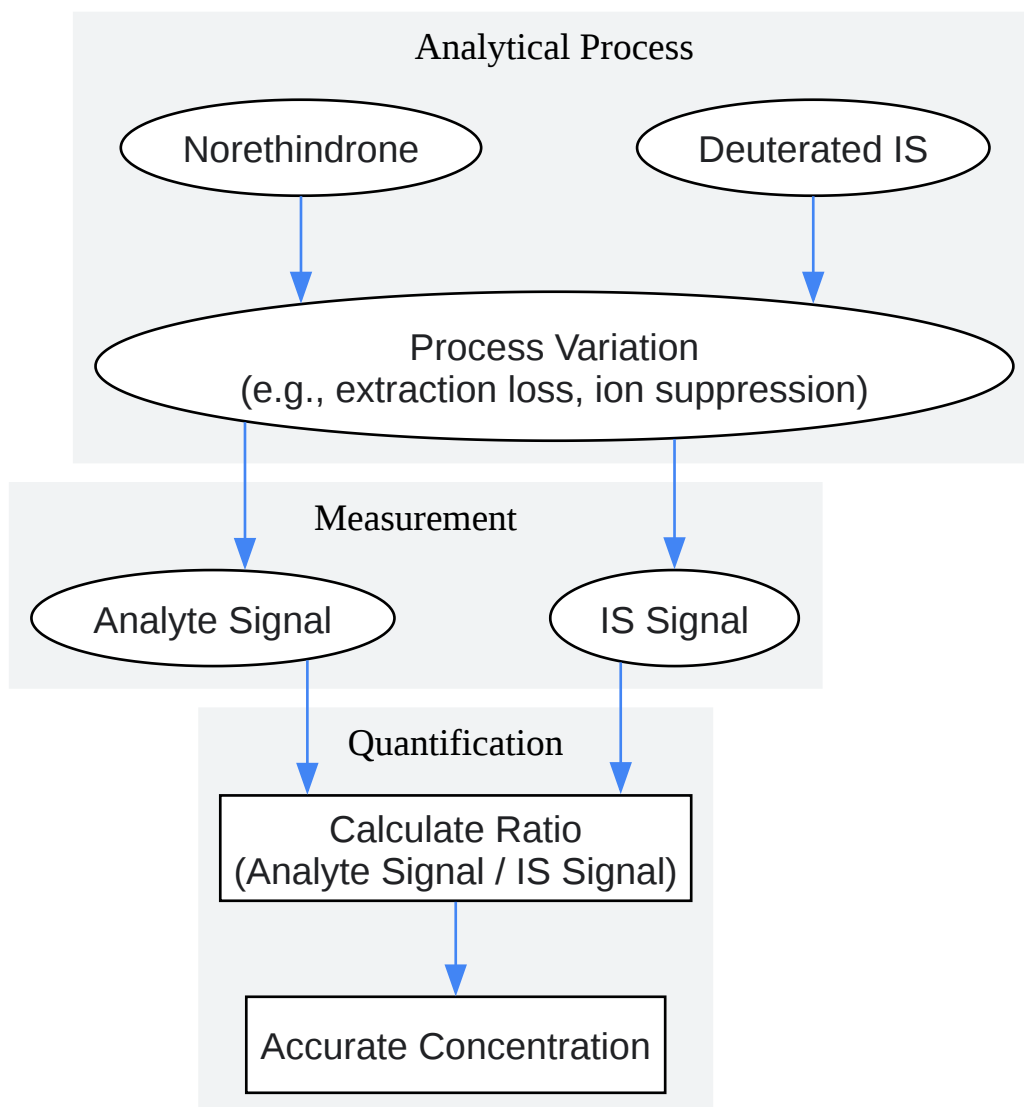 Analytical Process
Norethindrone
Deuterated IS
Process Variation
(e.g., extraction loss, ion suppression)
Measurement
Analyte Signal
IS Signal
Quantification
Calculate Ratio
(Analyte Signal / IS Signal)
Accurate Concentration